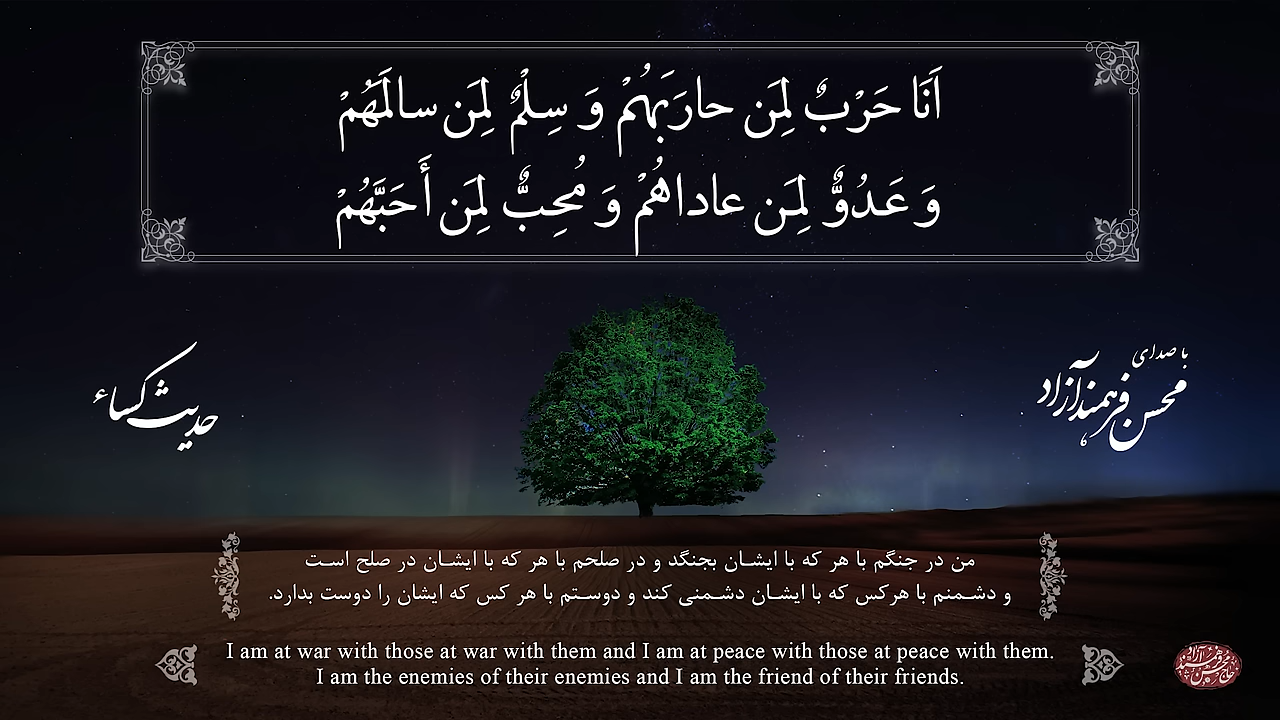 اَنَا حَرْبٌ لِمَن حارَبَهُمْ وَ سِلْمٌ لِمَن سالَمَهُمْ
وَ عَدُوٌّ لِمَن عاداهُمْ وَ مُحِبٌّ لِمَن أَحَبَّهُمْ
با صدای
محسن فرهمند آزاد
حدیث کساء
من در جنگم با هر که با ایشان بجنگد و در صلحم با هر که با ایشان در صلح است
و دشمنم با هرکس که با ایشان دشمنی کند و دوستم با هر کس که ایشان را دوست بدارد.
I am at war with those at war with them and I am at peace with those at peace with them.
I am the enemies of their enemies and I am the friend of their friends.